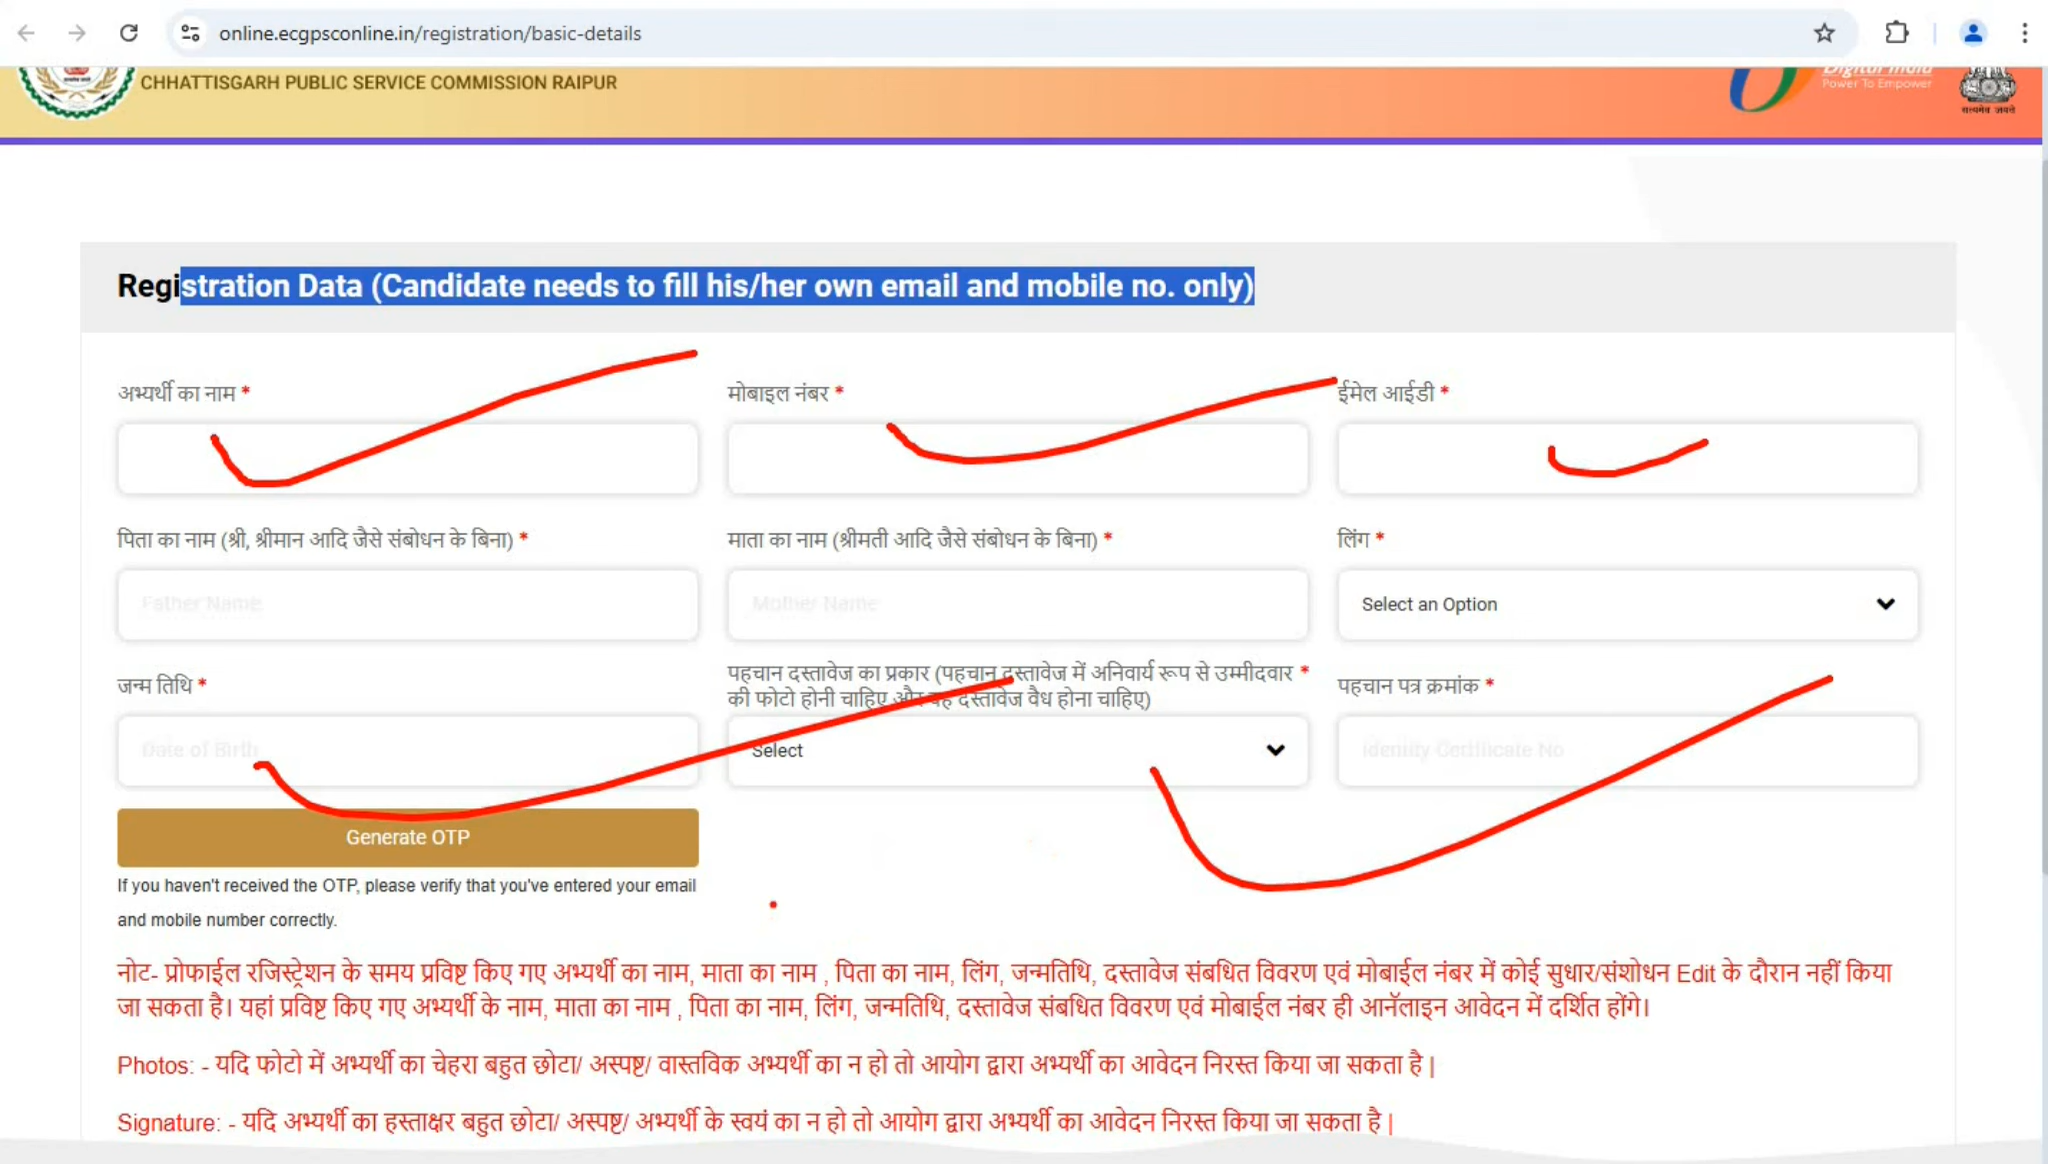 online.ecgpsconline.in/registration/basic-details
CHHATTISGARH PUBLIC SERVICE COMMISSION RAIPUR
Digital India
Power To Empower
सत्यमेव जयते
Registration Data (Candidate needs to fill his/her own email and mobile no. only)
अभ्यर्थी का नाम *
मोबाइल नंबर *
ईमेल आईडी *
पिता का नाम (श्री, श्रीमान आदि जैसे संबोधन के बिना) *
माता का नाम (श्रीमती आदि जैसे संबोधन के बिना) *
लिंग *
Father Name
Mother Name
Select an Option
जन्म तिथि *
पहचान दस्तावेज का प्रकार (पहचान दस्तावेज में अनिवार्य रूप से उम्मीदवार *
की फोटो होनी चाहिए और यह दस्तावेज वैध होना चाहिए)
पहचान पत्र क्रमांक *
Date of Birth
Select
Identity Certificate No
Generate OTP
If you haven't received the OTP, please verify that you've entered your email
and mobile number correctly.
नोट- प्रोफाईल रजिस्ट्रेशन के समय प्रविष्ट किए गए अभ्यर्थी का नाम, माता का नाम , पिता का नाम, लिंग, जन्मतिथि, दस्तावेज संबधित विवरण एवं मोबाईल नंबर में कोई सुधार/संशोधन Edit के दौरान नहीं किया
जा सकता है। यहां प्रविष्ट किए गए अभ्यर्थी के नाम, माता का नाम , पिता का नाम, लिंग, जन्मतिथि, दस्तावेज संबधित विवरण एवं मोबाईल नंबर ही आनॅलाइन आवेदन में दर्शित होंगे।
Photos: - यदि फोटो में अभ्यर्थी का चेहरा बहुत छोटा/ अस्पष्ट/ वास्तविक अभ्यर्थी का न हो तो आयोग द्वारा अभ्यर्थी का आवेदन निरस्त किया जा सकता है |
Signature: - यदि अभ्यर्थी का हस्ताक्षर बहुत छोटा/ अस्पष्ट/ अभ्यर्थी के स्वयं का न हो तो आयोग द्वारा अभ्यर्थी का आवेदन निरस्त किया जा सकता है |